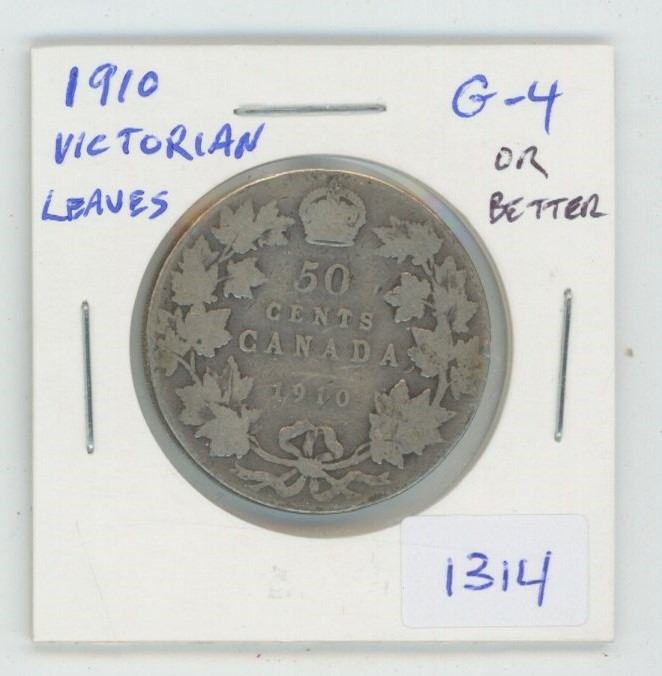 1910
VICTORIAN
LEAVES
G-4
OR
BETTER
50
CENTS
CANADA
1910
1314